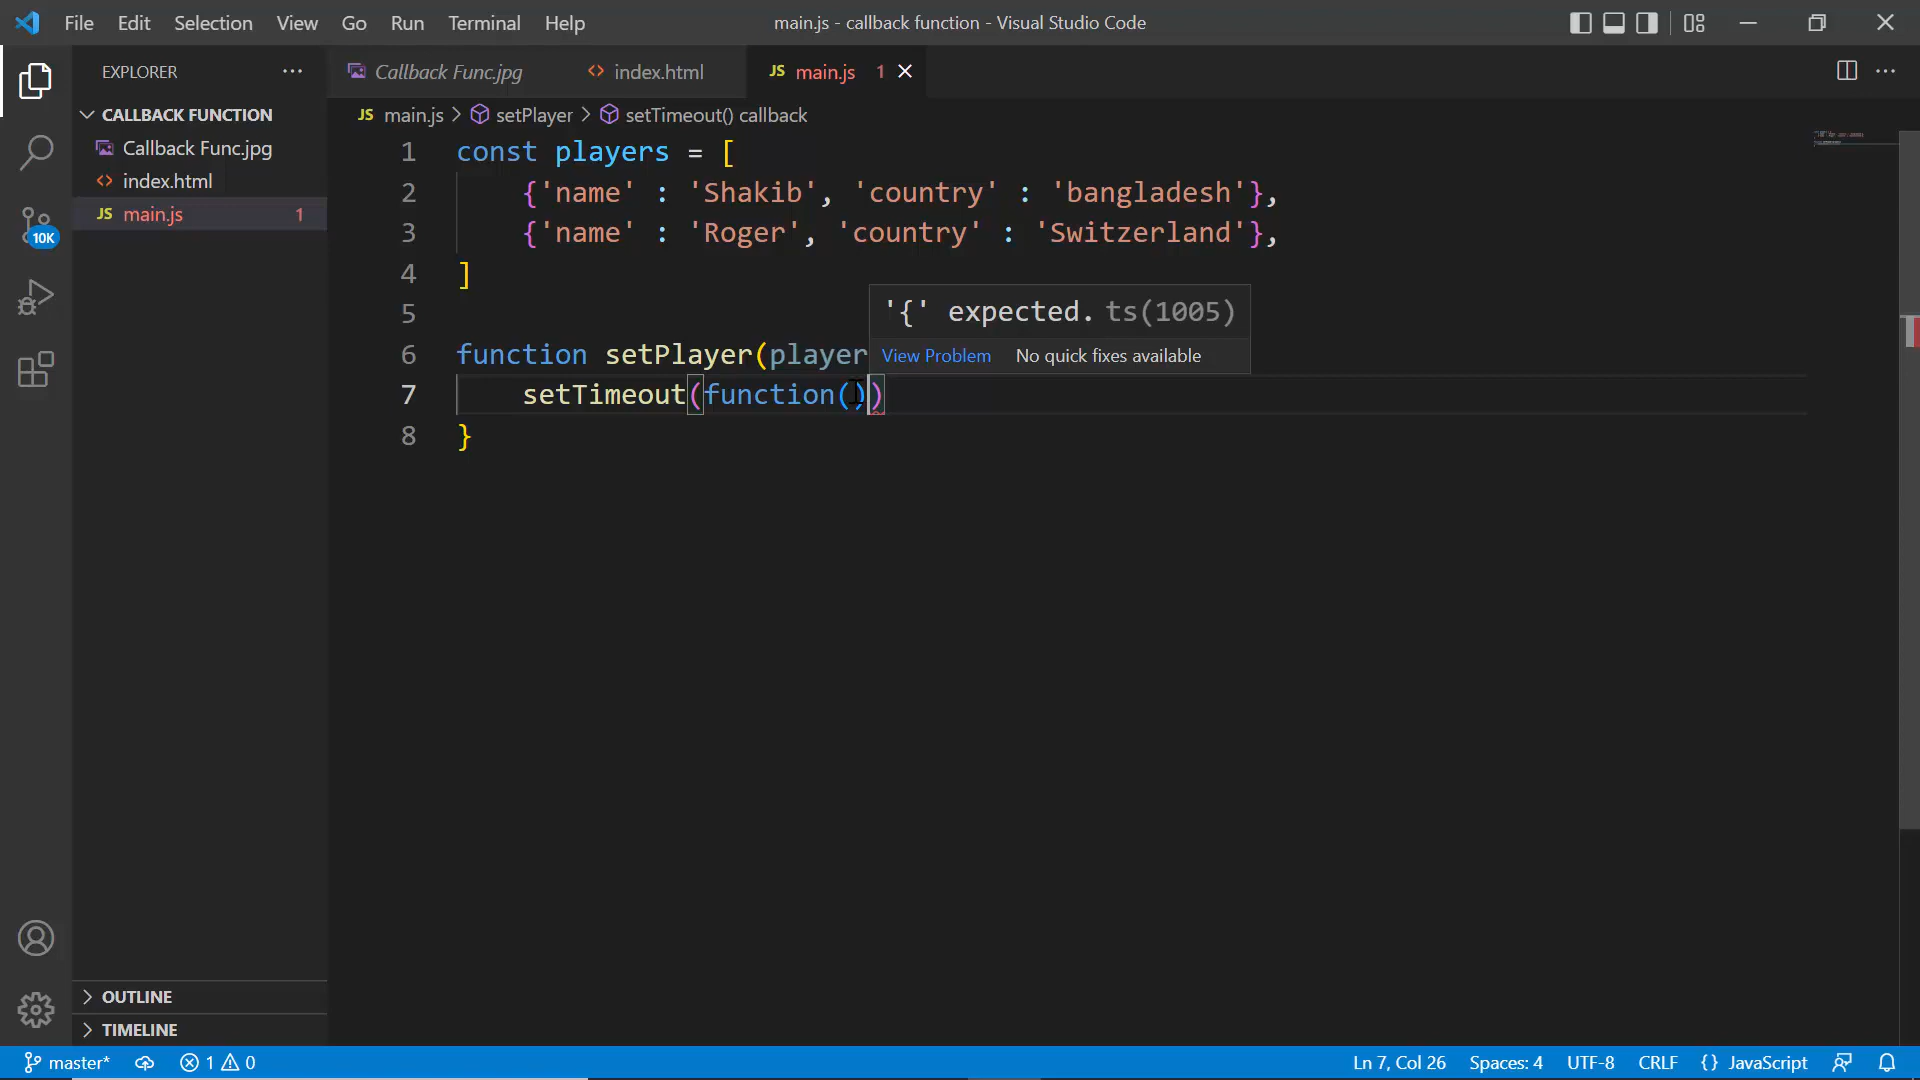 File Edit Selection View Go Run Terminal Help
main.js - callback function - Visual Studio Code
EXPLORER
Callback Func.jpg
index.html
JS main.js 1
CALLBACK FUNCTION
JS main.js > setPlayer > setTimeout() callback
Callback Func.jpg
index.html
JS main.js 1
10K
1 const players = [
2 {'name' : 'Shakib', 'country' : 'bangladesh'},
3 {'name' : 'Roger', 'country' : 'Switzerland'},
4 ]
5
'{' expected. ts(1005)
View Problem No quick fixes available
6 function setPlayer(player
7 setTimeout(function())
8 }
OUTLINE
TIMELINE
master* 1 0
Ln 7, Col 26 Spaces: 4 UTF-8 CRLF {} JavaScript